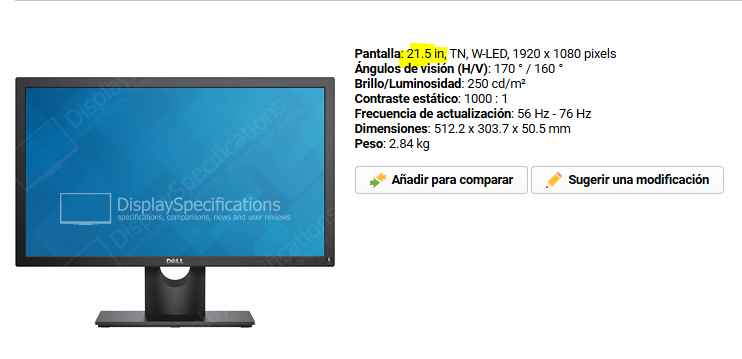 Pantalla: 21.5 in, TN, W-LED, 1920 x 1080 pixels
Ángulos de visión (H/V): 170 ° / 160 °
Brillo/Luminosidad: 250 cd/m²
Contraste estático: 1000 : 1
Frecuencia de actualización: 56 Hz - 76 Hz
Dimensiones: 512.2 x 303.7 x 50.5 mm
Peso: 2.84 kg
Añadir para comparar
Sugerir una modificación
DisplaySpecifications
specifications, comparisons, news and user reviews
DELL